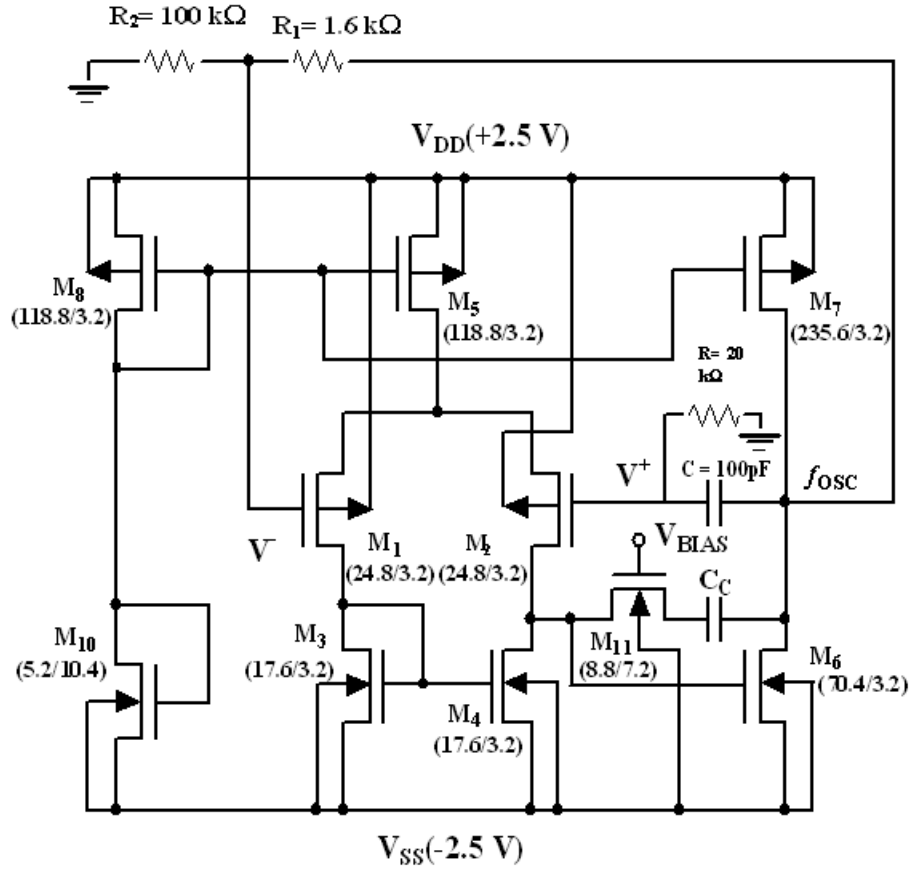 R₂= 100 kΩ
R₁= 1.6 kΩ
V_DD(+2.5 V)
M₈
(118.8/3.2)
M₅
(118.8/3.2)
M₇
(235.6/3.2)
R= 20
kΩ
V⁺
C = 100pF
f_OSC
V⁻
M₁
(24.8/3.2)
M₂
(24.8/3.2)
V_BIAS
C_C
M₁₀
(5.2/10.4)
M₃
(17.6/3.2)
M₄
(17.6/3.2)
M₁₁
(8.8/7.2)
M₆
(70.4/3.2)
V_SS(-2.5 V)